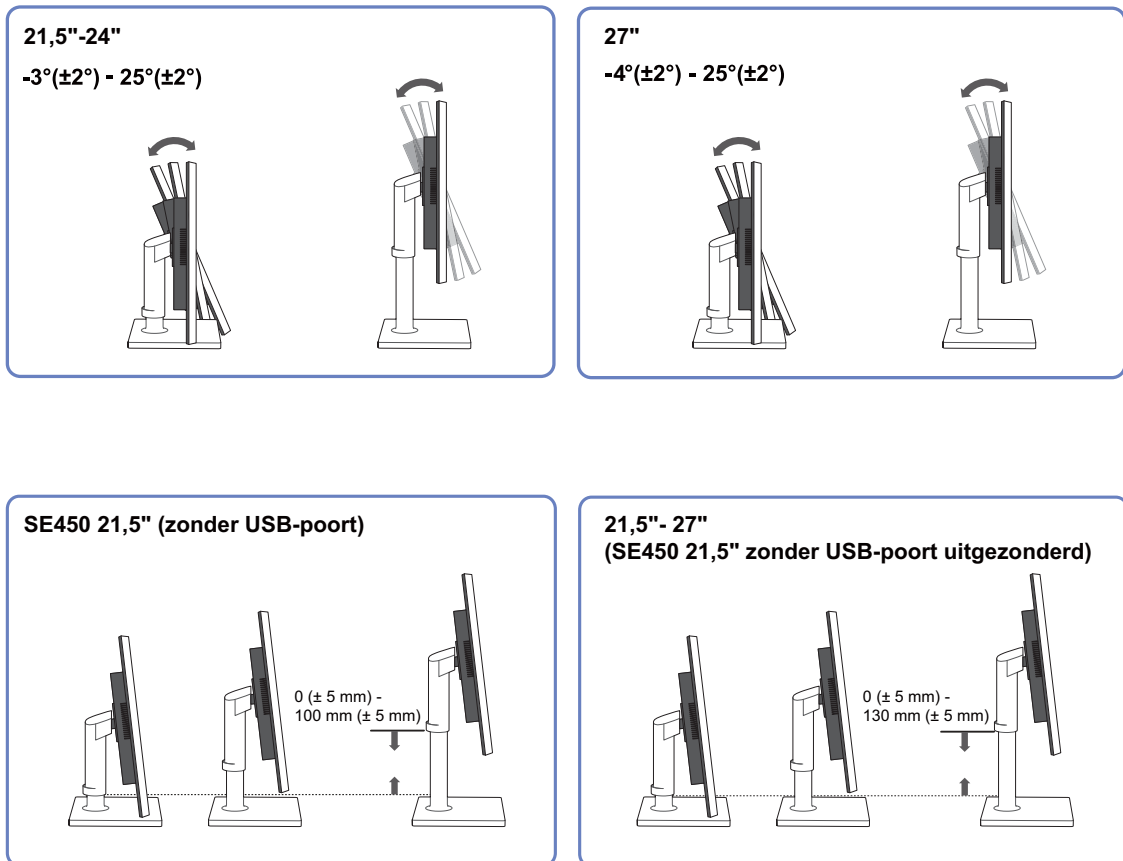 21,5"-24"
-3°(±2°) - 25°(±2°)
27"
-4°(±2°) - 25°(±2°)
SE450 21,5" (zonder USB-poort)
0 (± 5 mm) -
100 mm (± 5 mm)
21,5"- 27"
(SE450 21,5" zonder USB-poort uitgezonderd)
0 (± 5 mm) -
130 mm (± 5 mm)